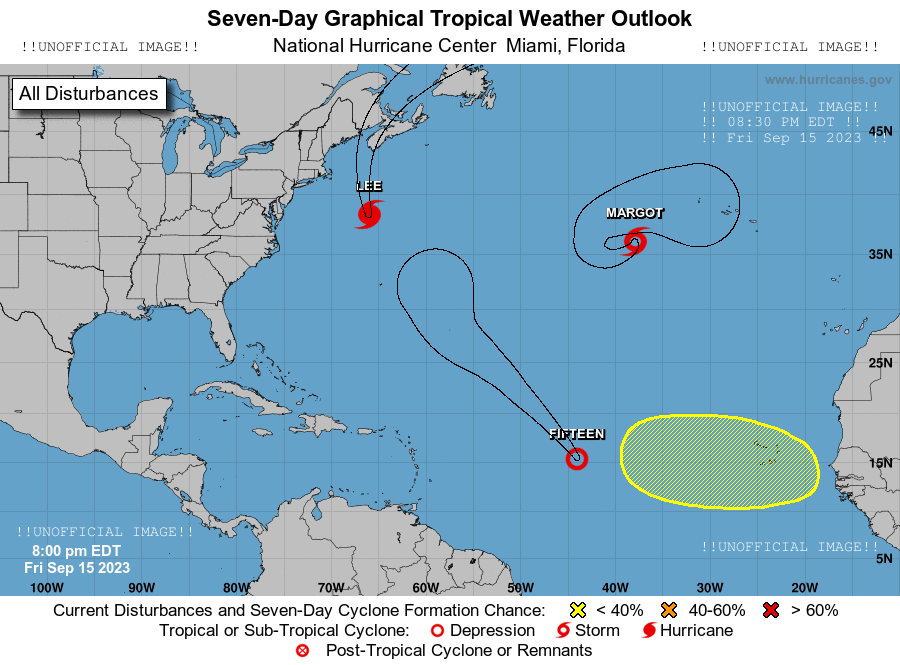 Seven-Day Graphical Tropical Weather Outlook
!!UNOFFICIAL IMAGE!!
National Hurricane Center  Miami, Florida
!!UNOFFICIAL IMAGE!!
www.hurricanes.gov
All Disturbances
!!UNOFFICIAL IMAGE!!
!! 08:30 PM EDT !!
!! Fri Sep 15 2023 !!
45N
LEE
MARGOT
35N
25N
FIFTEEN
15N
!!UNOFFICIAL IMAGE!!
8:00 pm EDT
Fri Sep 15 2023
!!UNOFFICIAL IMAGE!!
5N
100W 90W 80W 70W 60W 50W 40W 30W 20W
Current Disturbances and Seven-Day Cyclone Formation Chance: < 40% 40-60% > 60%
Tropical or Sub-Tropical Cyclone: Depression Storm Hurricane
Post-Tropical Cyclone or Remnants